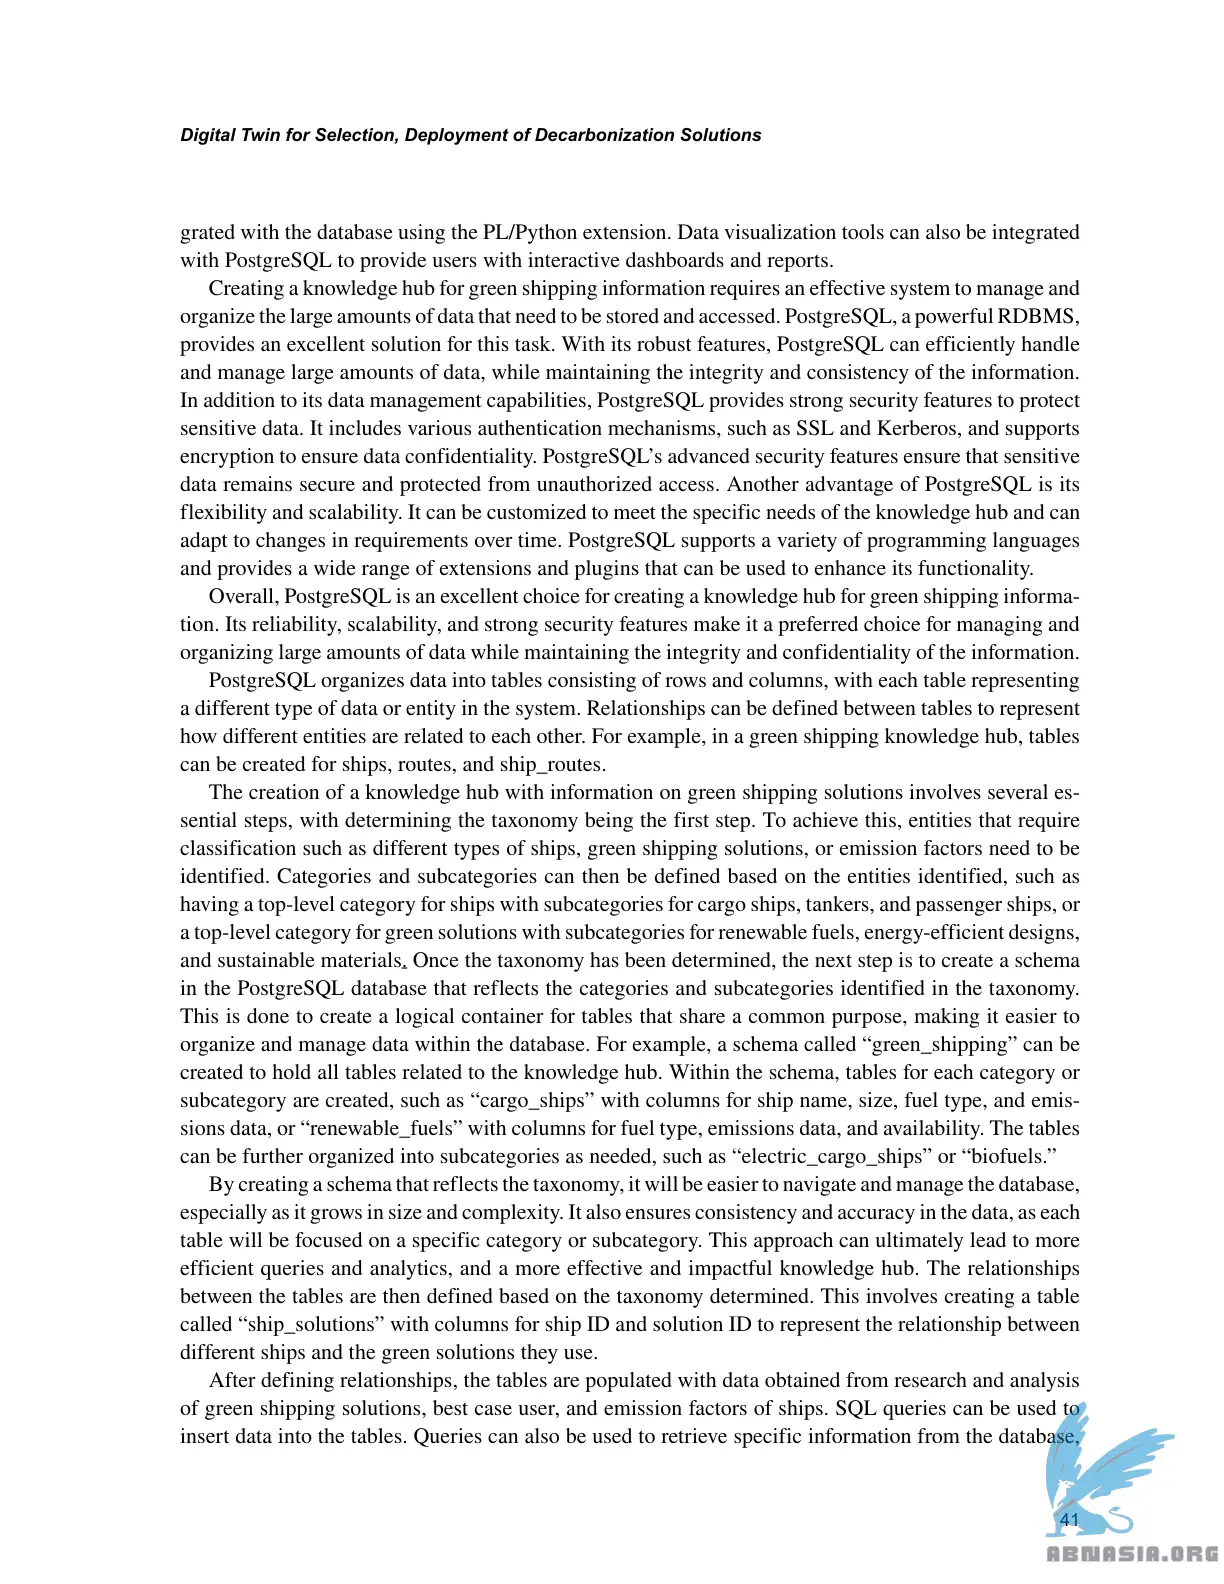 Digital Twin for Selection, Deployment of Decarbonization Solutions
grated with the database using the PL/Python extension. Data visualization tools can also be integrated
with PostgreSQL to provide users with interactive dashboards and reports.
Creating a knowledge hub for green shipping information requires an effective system to manage and
organize the large amounts of data that need to be stored and accessed. PostgreSQL, a powerful RDBMS,
provides an excellent solution for this task. With its robust features, PostgreSQL can efficiently handle
and manage large amounts of data, while maintaining the integrity and consistency of the information.
In addition to its data management capabilities, PostgreSQL provides strong security features to protect
sensitive data. It includes various authentication mechanisms, such as SSL and Kerberos, and supports
encryption to ensure data confidentiality. PostgreSQL’s advanced security features ensure that sensitive
data remains secure and protected from unauthorized access. Another advantage of PostgreSQL is its
flexibility and scalability. It can be customized to meet the specific needs of the knowledge hub and can
adapt to changes in requirements over time. PostgreSQL supports a variety of programming languages
and provides a wide range of extensions and plugins that can be used to enhance its functionality.
Overall, PostgreSQL is an excellent choice for creating a knowledge hub for green shipping informa-
tion. Its reliability, scalability, and strong security features make it a preferred choice for managing and
organizing large amounts of data while maintaining the integrity and confidentiality of the information.
PostgreSQL organizes data into tables consisting of rows and columns, with each table representing
a different type of data or entity in the system. Relationships can be defined between tables to represent
how different entities are related to each other. For example, in a green shipping knowledge hub, tables
can be created for ships, routes, and ship_routes.
The creation of a knowledge hub with information on green shipping solutions involves several es-
sential steps, with determining the taxonomy being the first step. To achieve this, entities that require
classification such as different types of ships, green shipping solutions, or emission factors need to be
identified. Categories and subcategories can then be defined based on the entities identified, such as
having a top-level category for ships with subcategories for cargo ships, tankers, and passenger ships, or
a top-level category for green solutions with subcategories for renewable fuels, energy-efficient designs,
and sustainable materials. Once the taxonomy has been determined, the next step is to create a schema
in the PostgreSQL database that reflects the categories and subcategories identified in the taxonomy.
This is done to create a logical container for tables that share a common purpose, making it easier to
organize and manage data within the database. For example, a schema called “green_shipping” can be
created to hold all tables related to the knowledge hub. Within the schema, tables for each category or
subcategory are created, such as “cargo_ships” with columns for ship name, size, fuel type, and emis-
sions data, or “renewable_fuels” with columns for fuel type, emissions data, and availability. The tables
can be further organized into subcategories as needed, such as “electric_cargo_ships” or “biofuels.”
By creating a schema that reflects the taxonomy, it will be easier to navigate and manage the database,
especially as it grows in size and complexity. It also ensures consistency and accuracy in the data, as each
table will be focused on a specific category or subcategory. This approach can ultimately lead to more
efficient queries and analytics, and a more effective and impactful knowledge hub. The relationships
between the tables are then defined based on the taxonomy determined. This involves creating a table
called “ship_solutions” with columns for ship ID and solution ID to represent the relationship between
different ships and the green solutions they use.
After defining relationships, the tables are populated with data obtained from research and analysis
of green shipping solutions, best case user, and emission factors of ships. SQL queries can be used to
insert data into the tables. Queries can also be used to retrieve specific information from the database,
41
ABNASIA.ORG